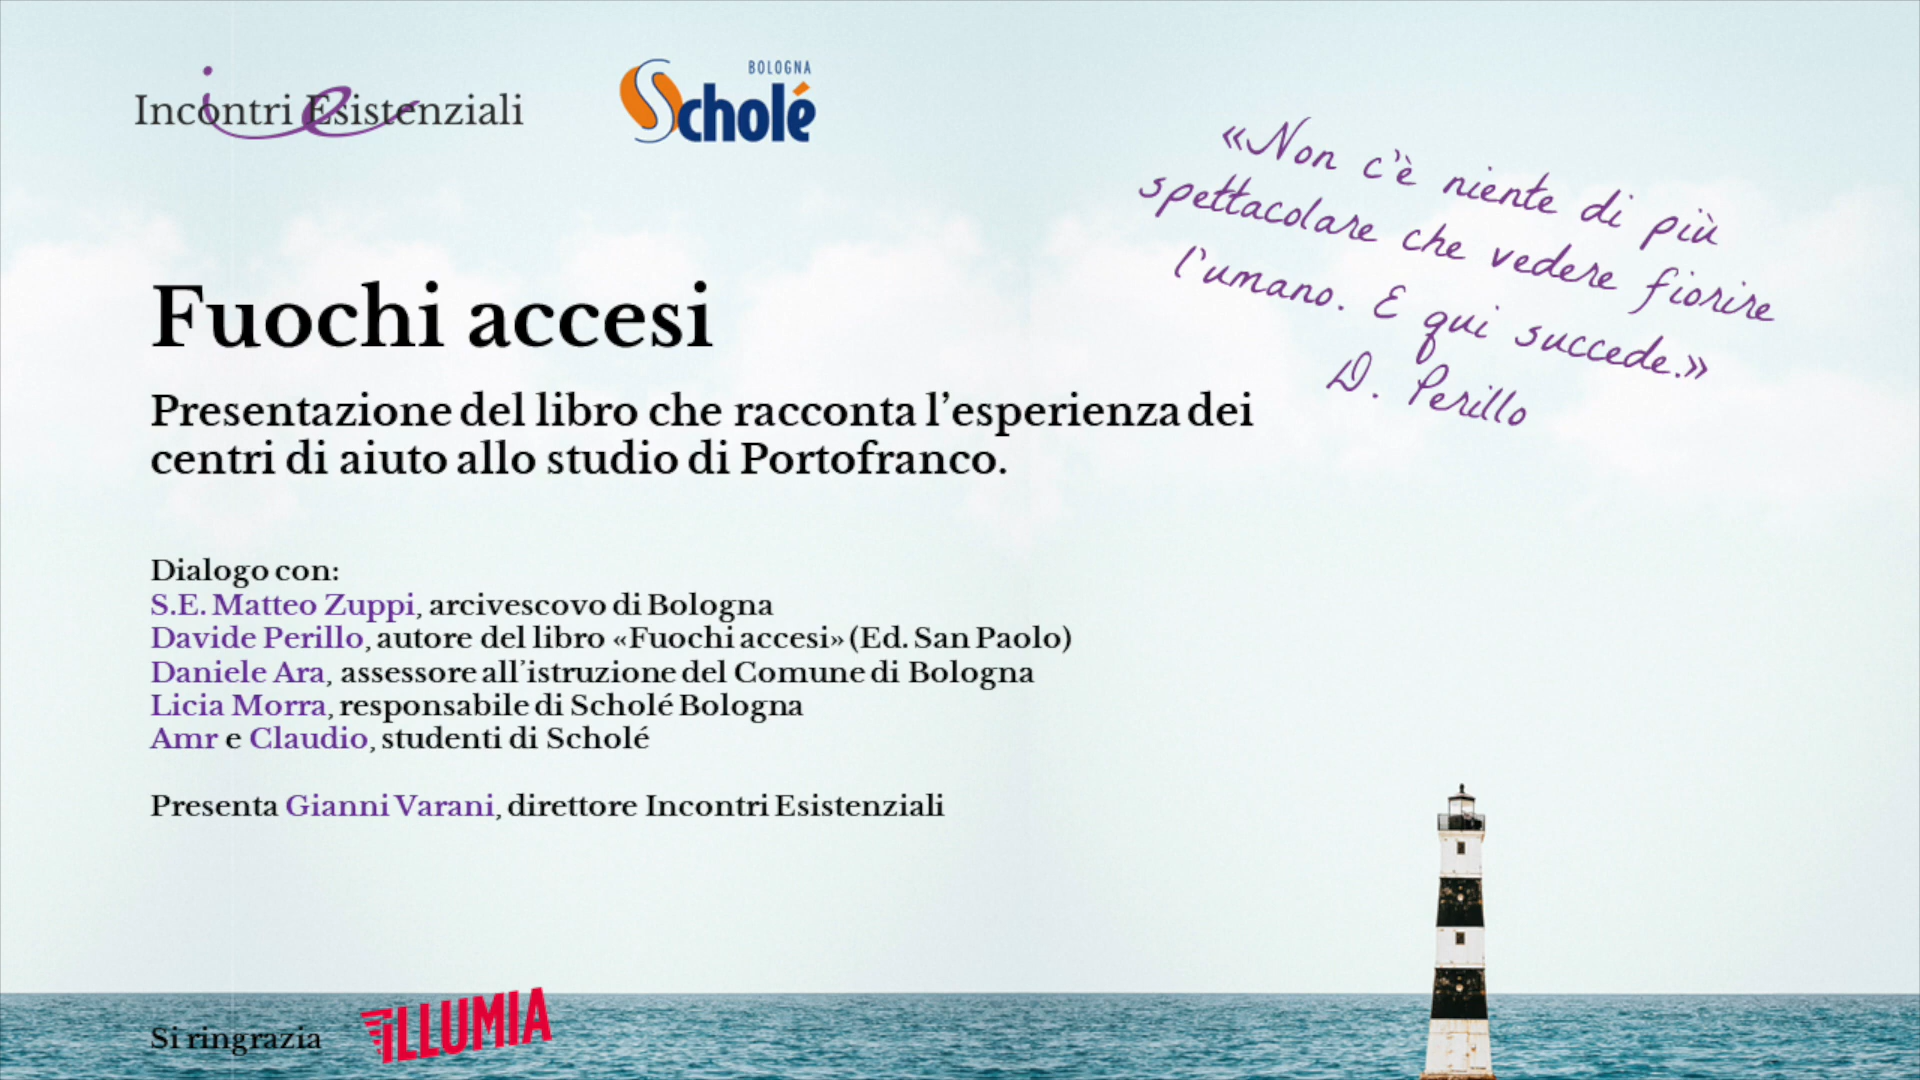 Incontri Esistenziali
BOLOGNA
Scholé
«Non c'è niente di più
spettacolare che vedere fiorire
l'umano. E qui succede.»
D. Perillo
Fuochi accesi
Presentazione del libro che racconta l’esperienza dei
centri di aiuto allo studio di Portofranco.
Dialogo con:
S.E. Matteo Zuppi, arcivescovo di Bologna
Davide Perillo, autore del libro «Fuochi accesi» (Ed. San Paolo)
Daniele Ara, assessore all’istruzione del Comune di Bologna
Licia Morra, responsabile di Scholé Bologna
Amr e Claudio, studenti di Scholé
Presenta Gianni Varani, direttore Incontri Esistenziali
Si ringrazia
iLLUMIA